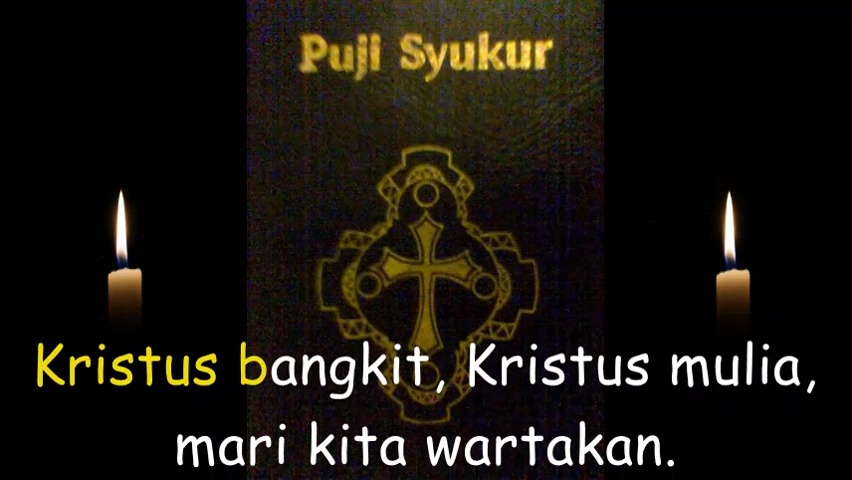 Puji Syukur
Kristus bangkit, Kristus mulia,
mari kita wartakan.